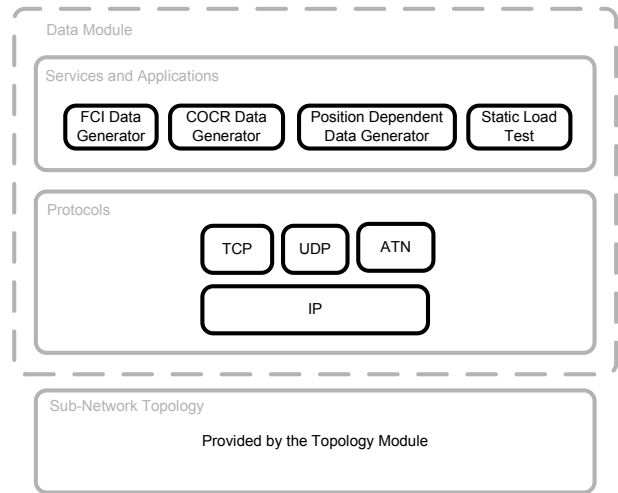 Data Module
Services and Applications
FCI Data
Generator
COCR Data
Generator
Position Dependent
Data Generator
Static Load
Test
Protocols
TCP
UDP
ATN
IP
Sub-Network Topology
Provided by the Topology Module